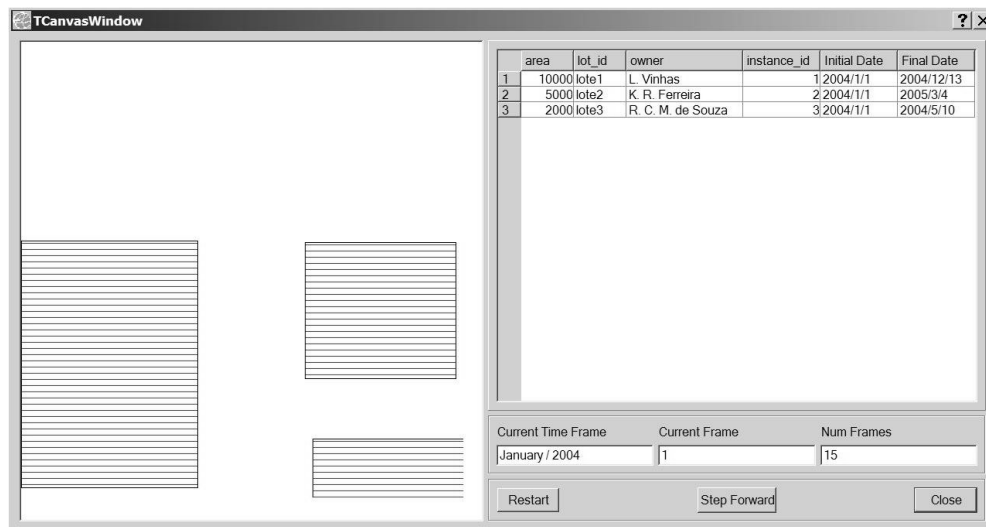 TCanvasWindow
? ×
area lot_id owner instance_id Initial Date Final Date
1 10000 lote1 L. Vinhas 1 2004/1/1 2004/12/13
2 5000 lote2 K. R. Ferreira 2 2004/1/1 2005/3/4
3 2000 lote3 R. C. M. de Souza 3 2004/1/1 2004/5/10
Current Time Frame Current Frame Num Frames
January / 2004 1 15
Restart Step Forward Close